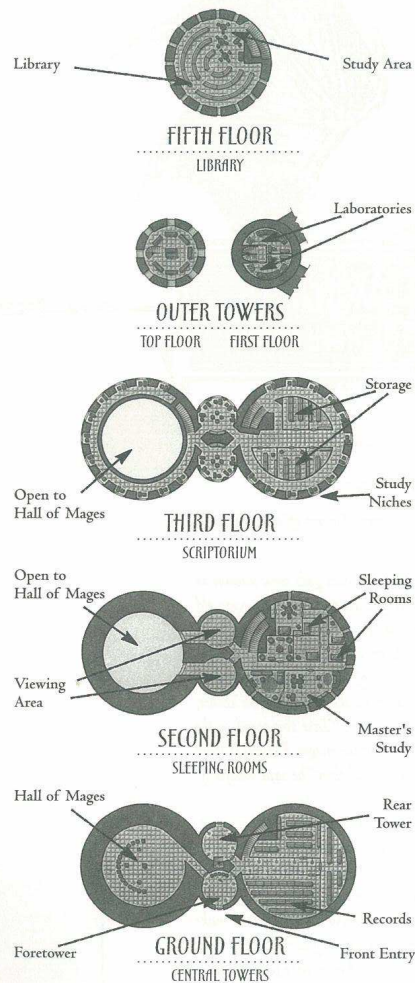 Library
Study Area
FIFTH FLOOR
LIBRARY
Laboratories
OUTER TOWERS
TOP FLOOR
FIRST FLOOR
Storage
Open to
Hall of Mages
Study
Niches
THIRD FLOOR
SCRIPTORIUM
Open to
Hall of Mages
Sleeping
Rooms
Viewing
Area
Master's
Study
SECOND FLOOR
SLEEPING ROOMS
Hall of Mages
Rear
Tower
Records
Foretower
Front Entry
GROUND FLOOR
CENTRAL TOWERS